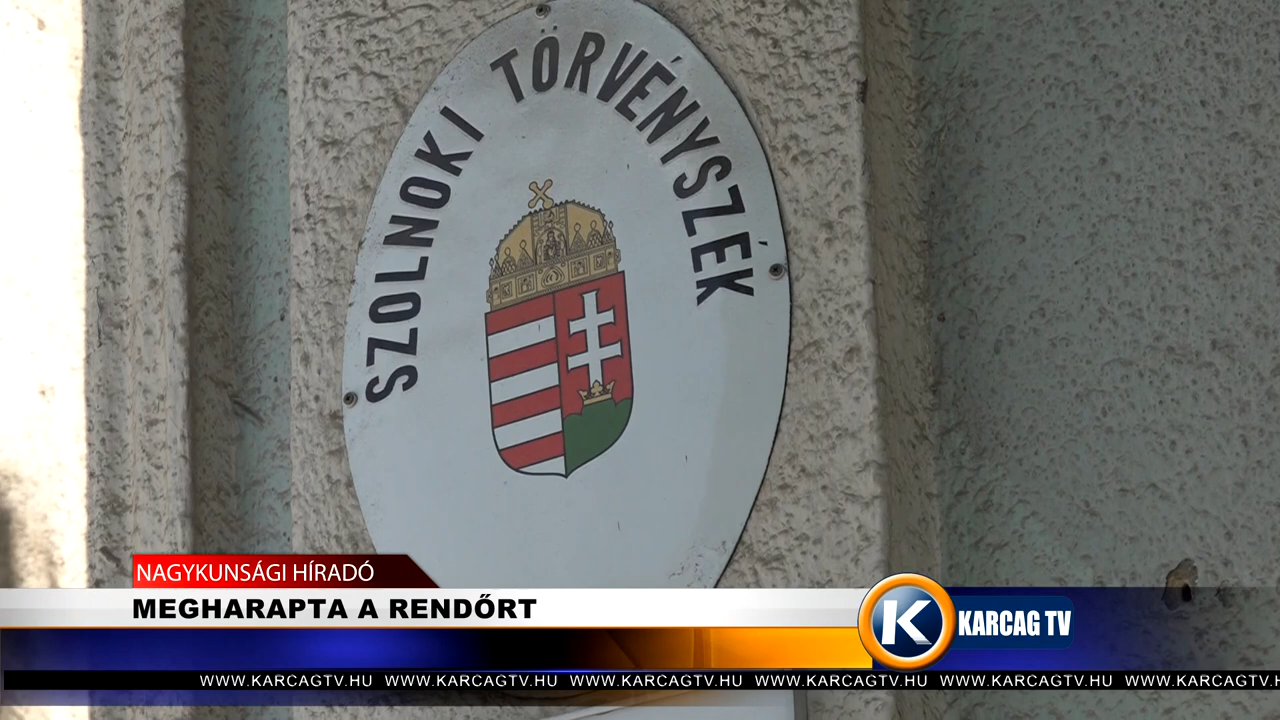 SZOLNOKI TÖRVÉNYSZÉK
NAGYKUNSÁGI HÍRADÓ
MEGHARAPTA A RENDŐRT
K KARCAG TV
WWW.KARCAGTV.HU WWW.KARCAGTV.HU WWW.KARCAGTV.HU WWW.KARCAGTV.HU WWW.KARCAGTV.HU WWW.KARCAGTV.HU